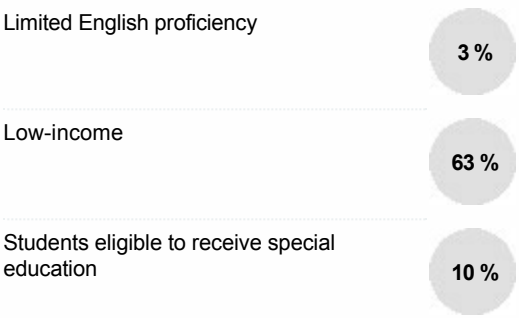 Limited English proficiency
3 %
Low-income
63 %
Students eligible to receive special
education
10 %